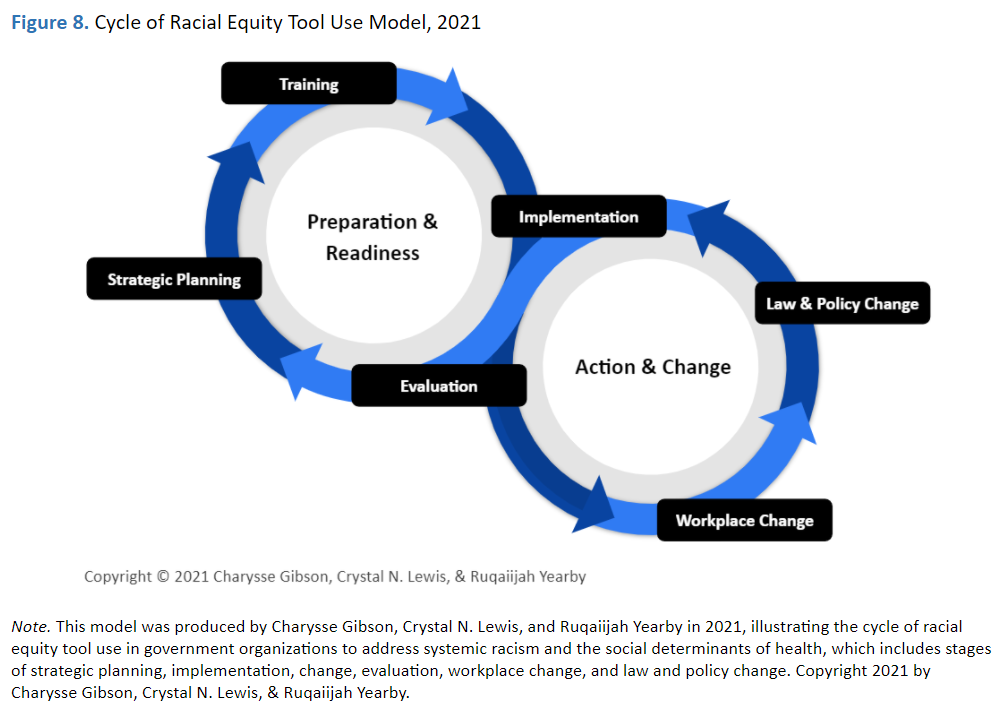 Figure 8. Cycle of Racial Equity Tool Use Model, 2021
Training
Implementation
Preparation &
Readiness
Strategic Planning
Law & Policy Change
Action & Change
Evaluation
Workplace Change
Copyright © 2021 Charysse Gibson, Crystal N. Lewis, & Ruqaiijah Yearby
Note. This model was produced by Charysse Gibson, Crystal N. Lewis, and Ruqaiijah Yearby in 2021, illustrating the cycle of racial
equity tool use in government organizations to address systemic racism and the social determinants of health, which includes stages
of strategic planning, implementation, change, evaluation, workplace change, and law and policy change. Copyright 2021 by
Charysse Gibson, Crystal N. Lewis, & Ruqaiijah Yearby.